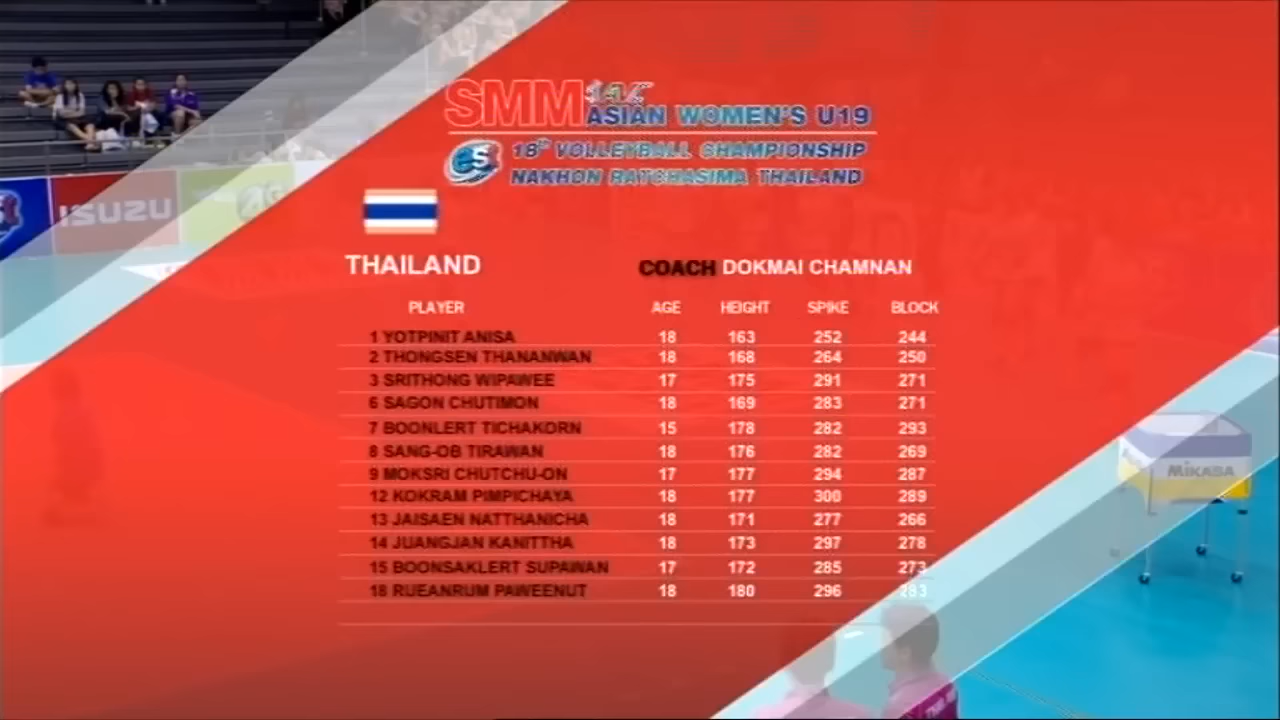 SMM
ASIAN WOMEN'S U19
18th VOLLEYBALL CHAMPIONSHIP
NAKHON RATCHASIMA THAILAND
ISUZU
THAILAND COACH DOKMAI CHAMNAN
PLAYER AGE HEIGHT SPIKE BLOCK
1 YOTPINIT ANISA 18 163 252 244
2 THONGSEN THANANWAN 18 168 264 250
3 SRITHONG WIPAWEE 17 175 291 271
6 SAGON CHUTIMON 18 169 283 271
7 BOONLERT TICHAKORN 15 178 282 293
8 SANG-OB TIRAWAN 18 176 282 269
MIKASA
9 MOKSRI CHUTCHU-ON 17 177 294 287
12 KOKRAM PIMPICHAYA 18 177 300 289
13 JAISAEN NATTHANICHA 18 171 277 266
14 JUANGJAN KANITTHA 18 173 297 278
15 BOONSAKLERT SUPAWAN 17 172 285 273
18 RUEANRUM PAWEENUT 18 180 296 283